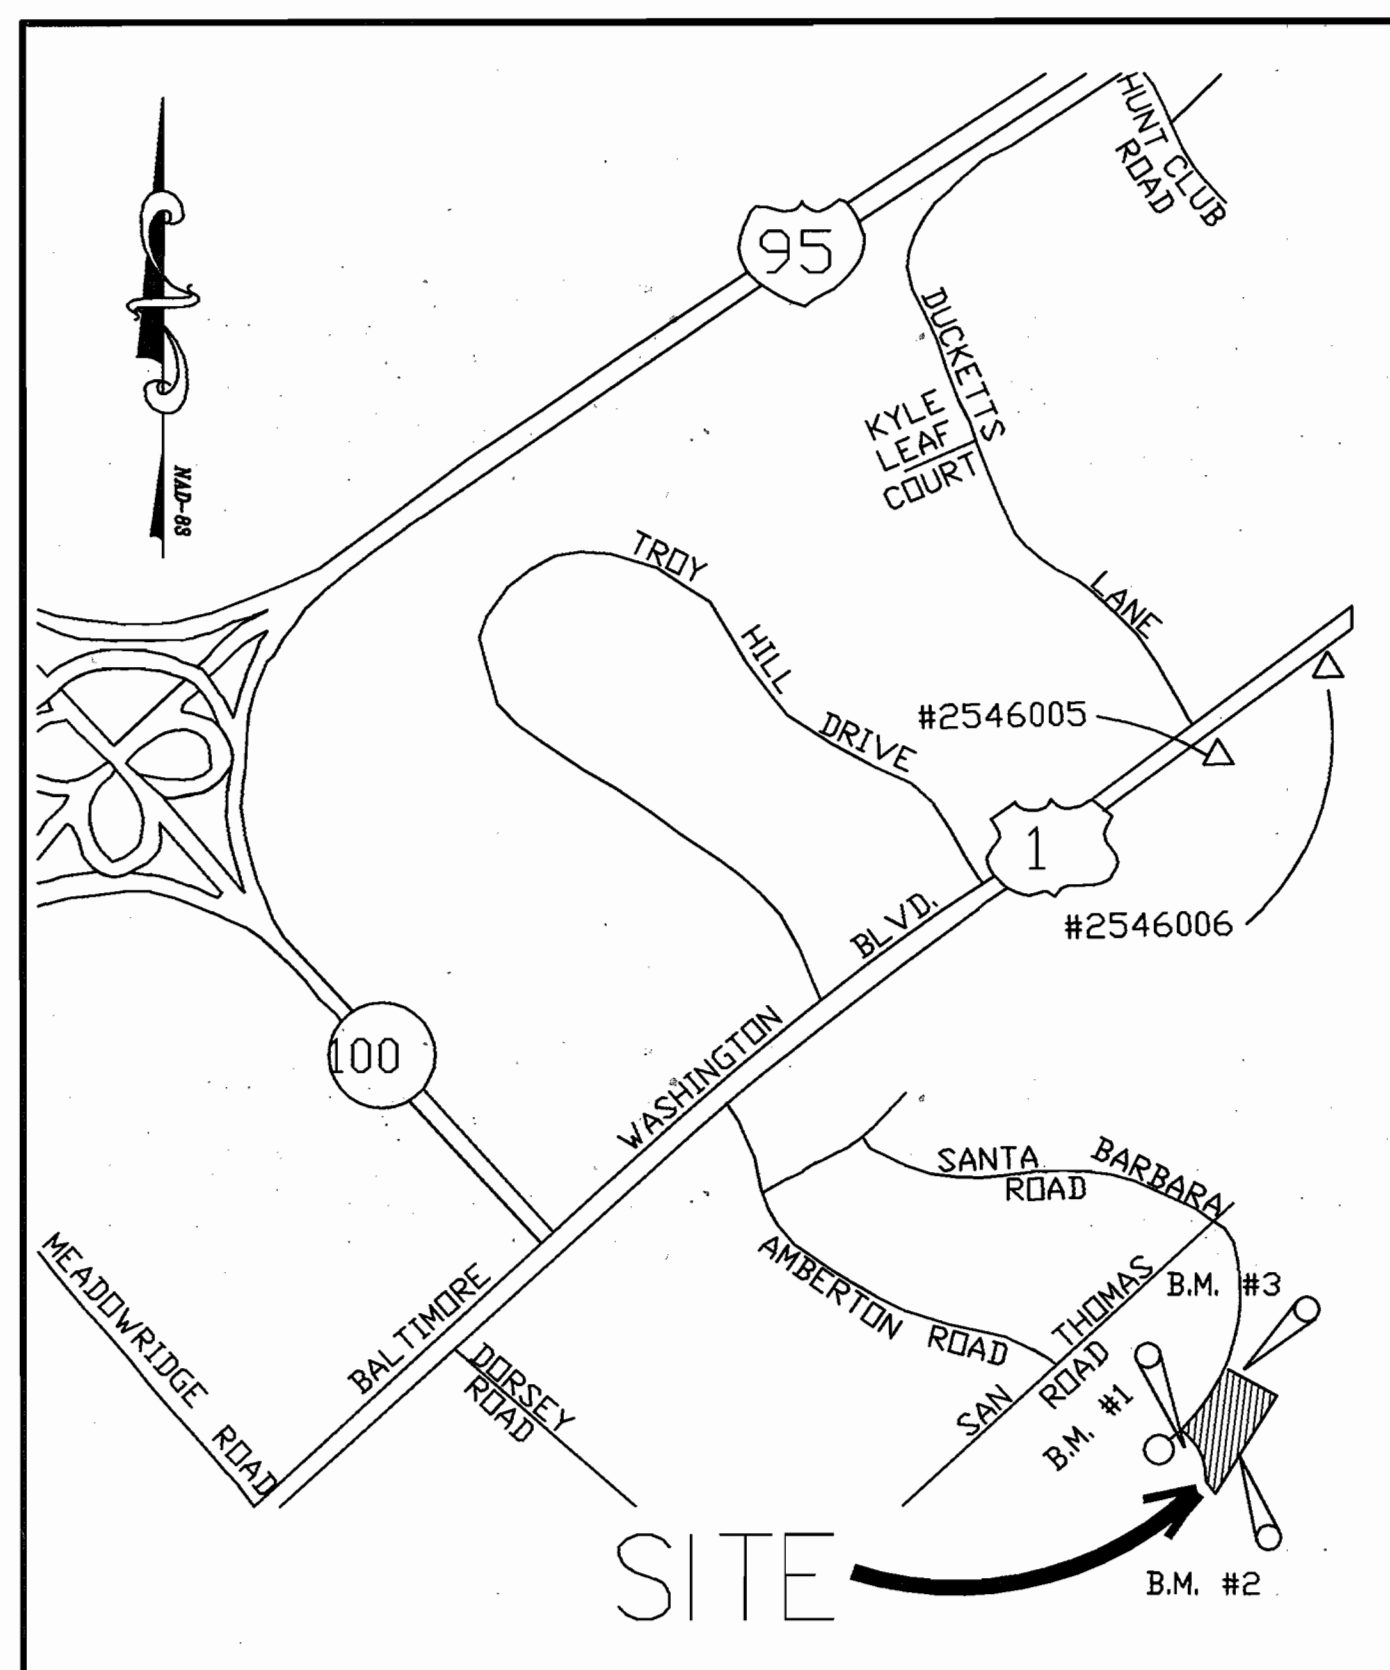 HUNT CLUB
ROAD
95
NAD-83
DUCKETTS
LANE
KYLE
LEAF
COURT
TROY
HILL
DRIVE
#2546005
1
#2546006
BLVD.
WASHINGTON
BALTIMORE
100
SANTA
BARBARA
ROAD
MEADOWRIDGE ROAD
AMBERTON ROAD
SAN THOMAS
ROAD
B.M. #3
B.M. #1
DORSEY
ROAD
SITE
B.M. #2